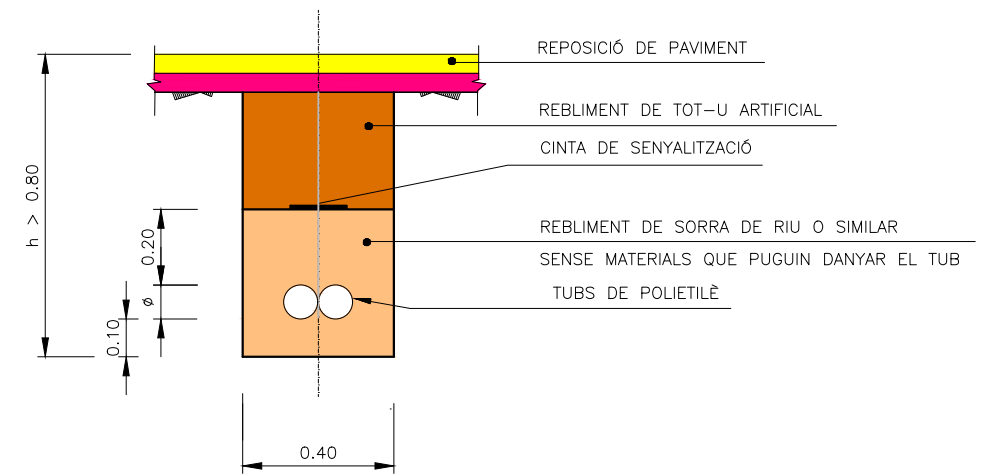 REPOSICIÓ DE PAVIMENT
REBLIMENT DE TOT-U ARTIFICIAL
CINTA DE SENYALITZACIÓ
h > 0.80
0.20
REBLIMENT DE SORRA DE RIU O SIMILAR
SENSE MATERIALS QUE PUGUIN DANYAR EL TUB
TUBS DE POLIETILÈ
ø
0.10
0.40